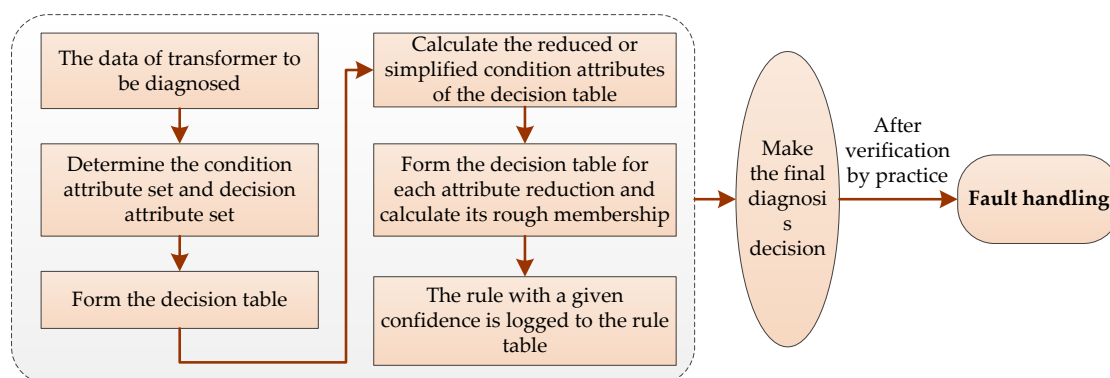 The data of transformer to
be diagnosed
Determine the condition
attribute set and decision
attribute set
Form the decision table
Calculate the reduced or
simplified condition attributes
of the decision table
Form the decision table for
each attribute reduction and
calculate its rough membership
The rule with a given
confidence is logged to the rule
table
Make
the final
diagnosi
s
decision
After
verification
by practice
Fault handling